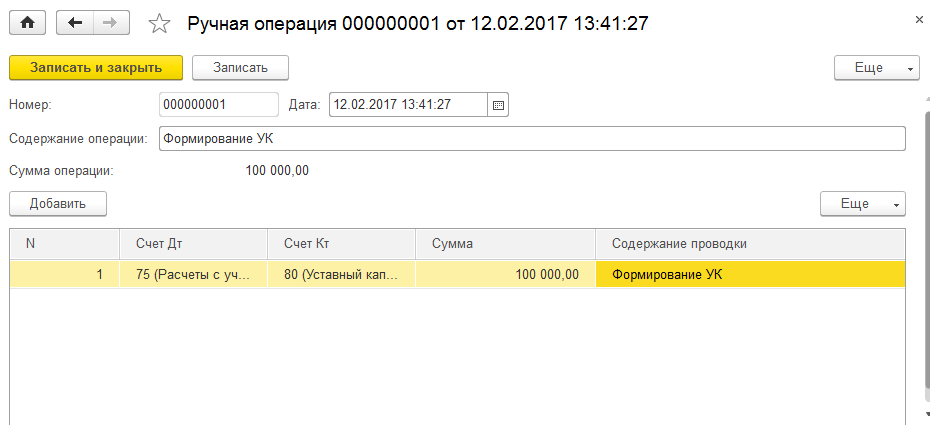 Ручная операция 000000001 от 12.02.2017 13:41:27
Записать и закрыть Записать Еще
Номер: 000000001 Дата: 12.02.2017 13:41:27
Содержание операции: Формирование УК
Сумма операции: 100 000,00
Добавить Еще
N Счет Дт Счет Кт Сумма Содержание проводки
1 75 (Расчеты с уч... 80 (Уставный кап... 100 000,00 Формирование УК